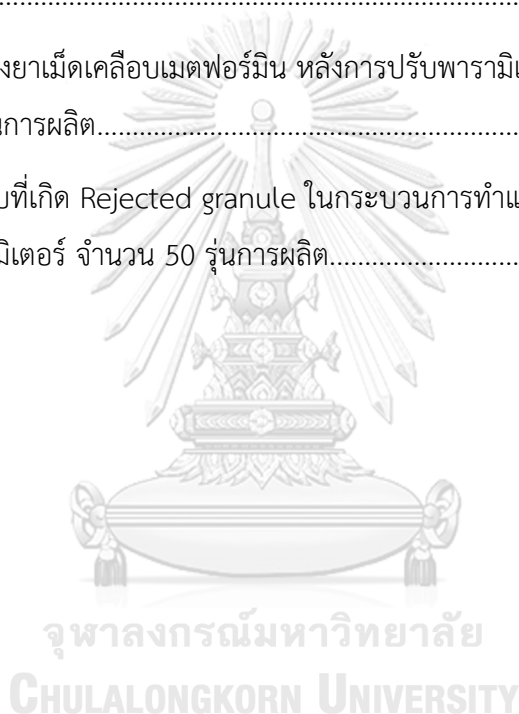 ...............................................................
งยาเม็ดเคลือบเมตฟอร์มิน หลังการปรับพารามิเ
นการผลิต...............................................................
บที่เกิด Rejected granule ในกระบวนการทำแ
มิเตอร์ จำนวน 50 รุ่นการผลิต...............................
จุฬาลงกรณ์มหาวิทยาลัย
CHULALONGKORN UNIVERSITY